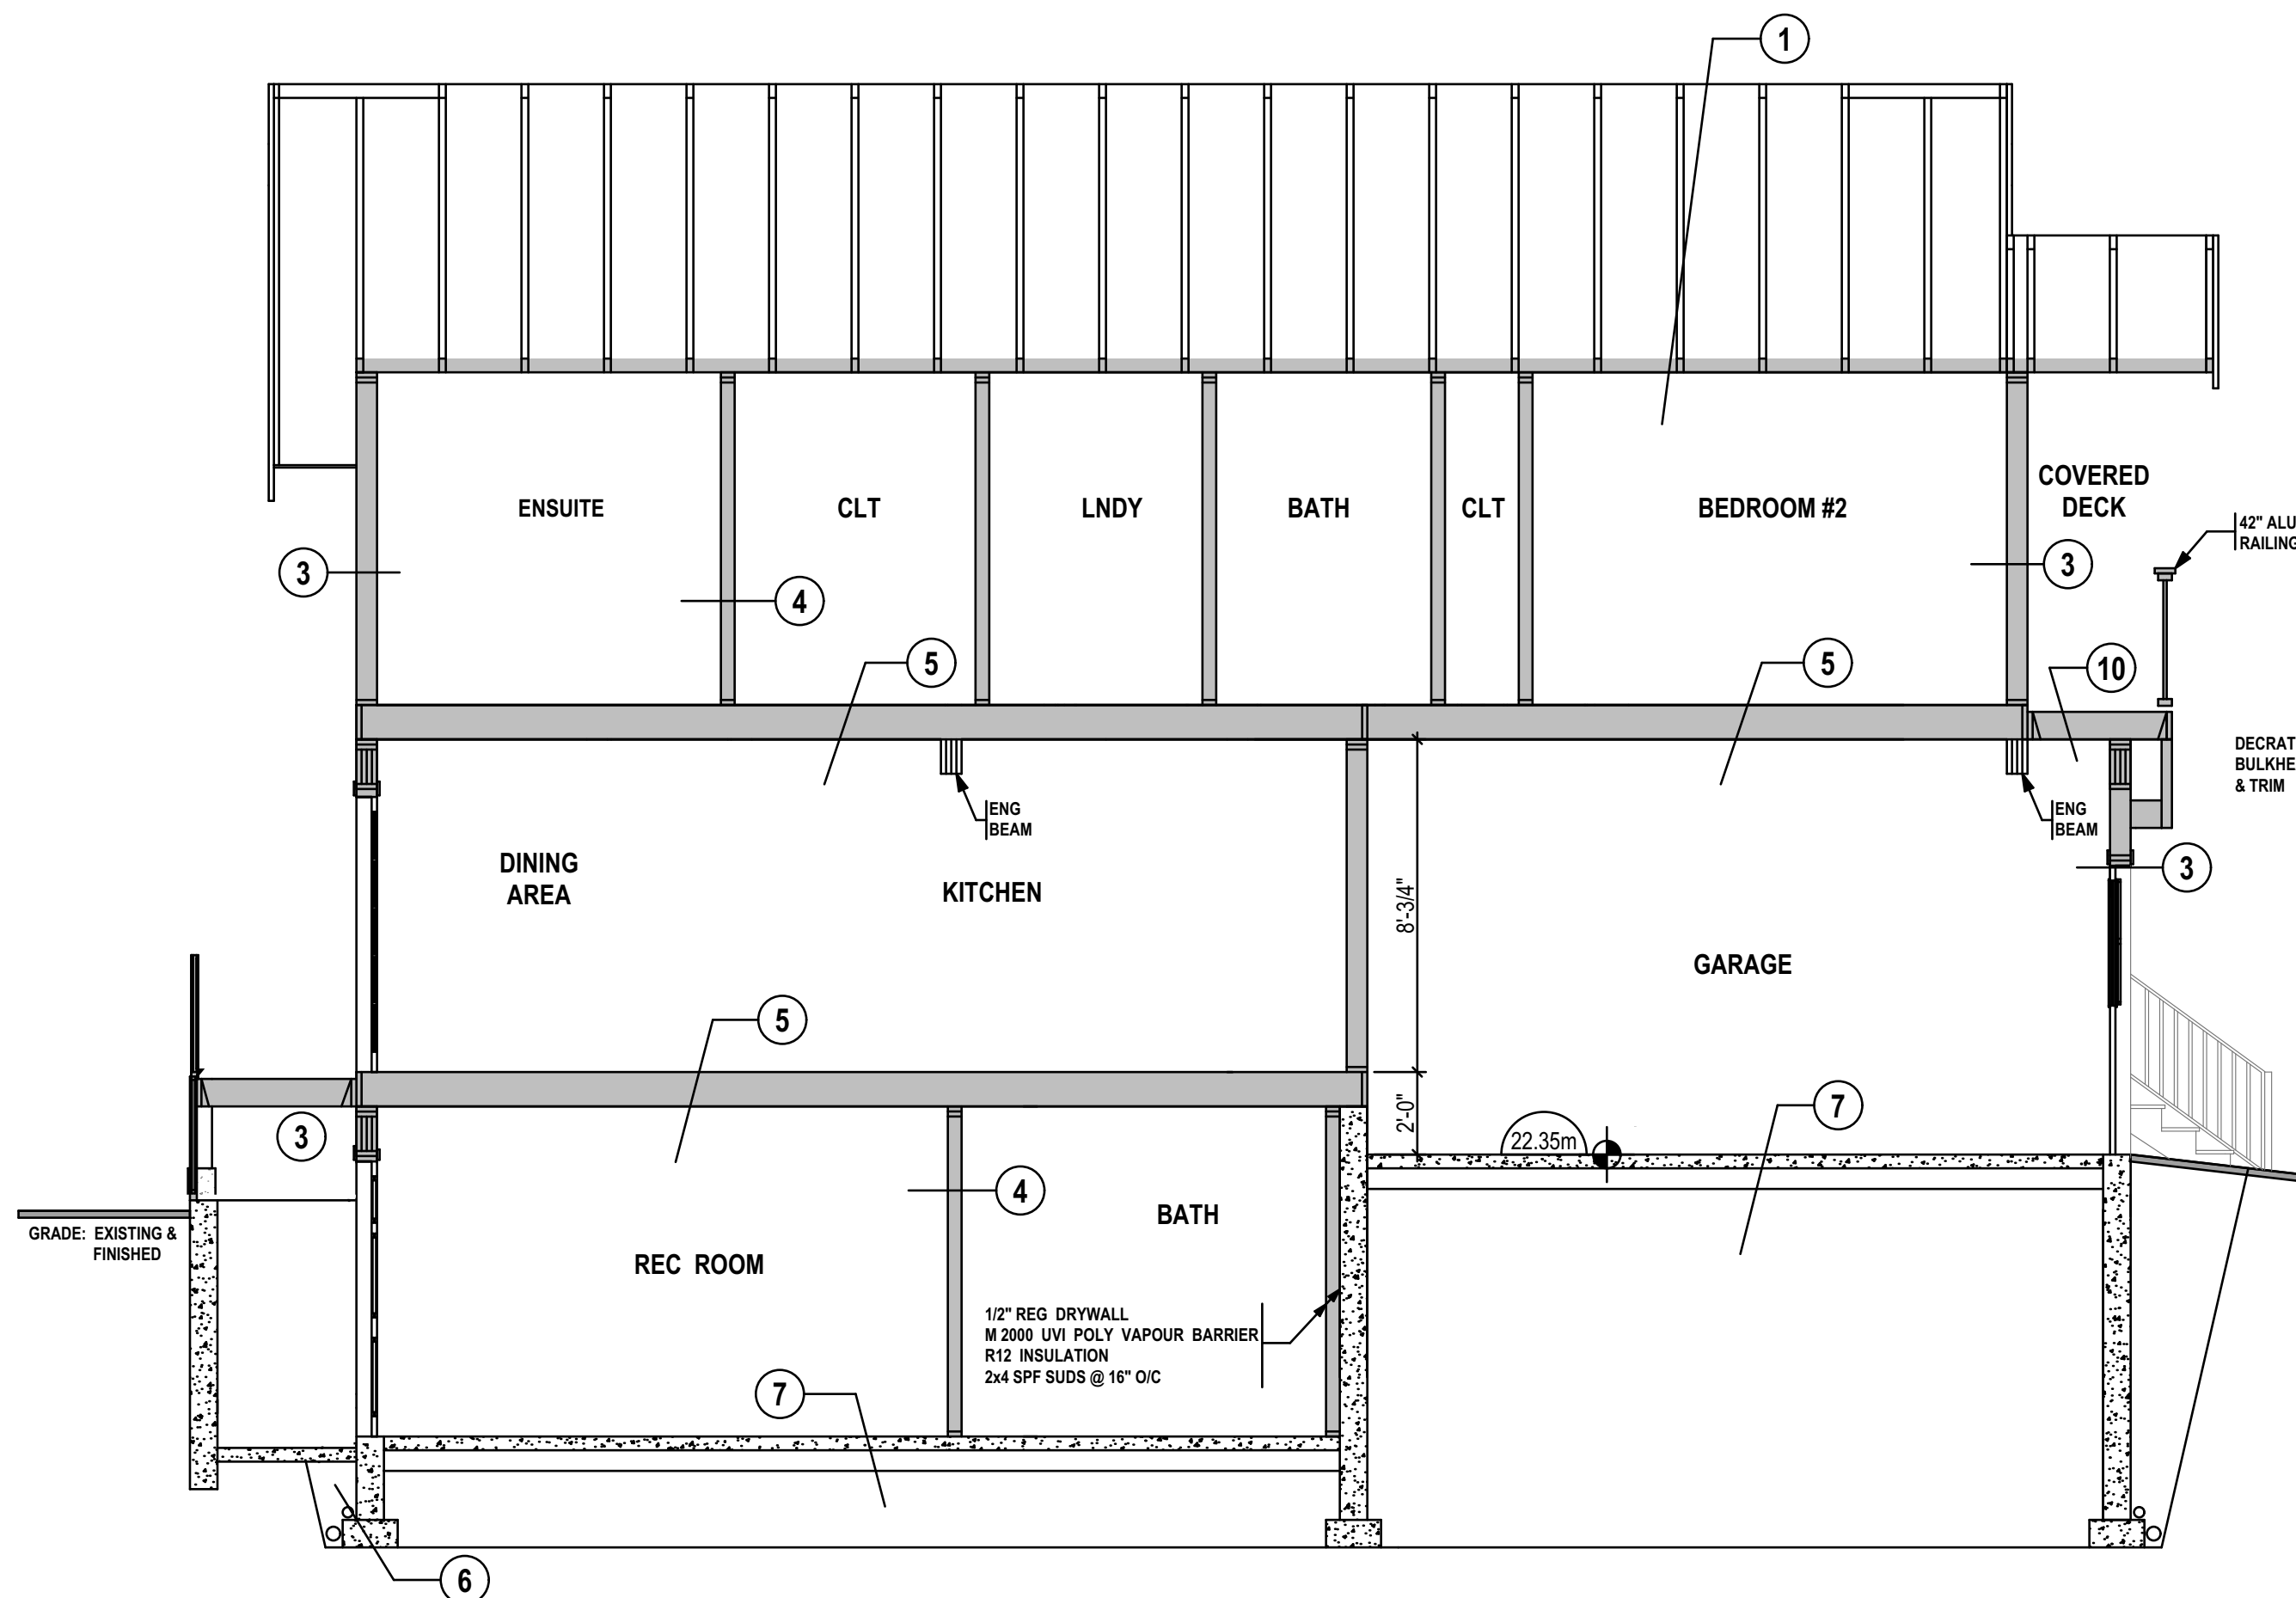 1
ENSUITE
CLT
LNDY
BATH
CLT
BEDROOM #2
COVERED
DECK
42" ALU
RAILING
3
4
3
5
5
10
DECRAT
BULKHE
& TRIM
ENG
BEAM
ENG
BEAM
DINING
AREA
KITCHEN
8'-3/4"
3
GARAGE
5
2'-0"
7
3
22.35m
4
BATH
GRADE: EXISTING &
FINISHED
REC ROOM
1/2" REG DRYWALL
M 2000 UVI POLY VAPOUR BARRIER
R12 INSULATION
2x4 SPF SUDS @ 16" O/C
7
6